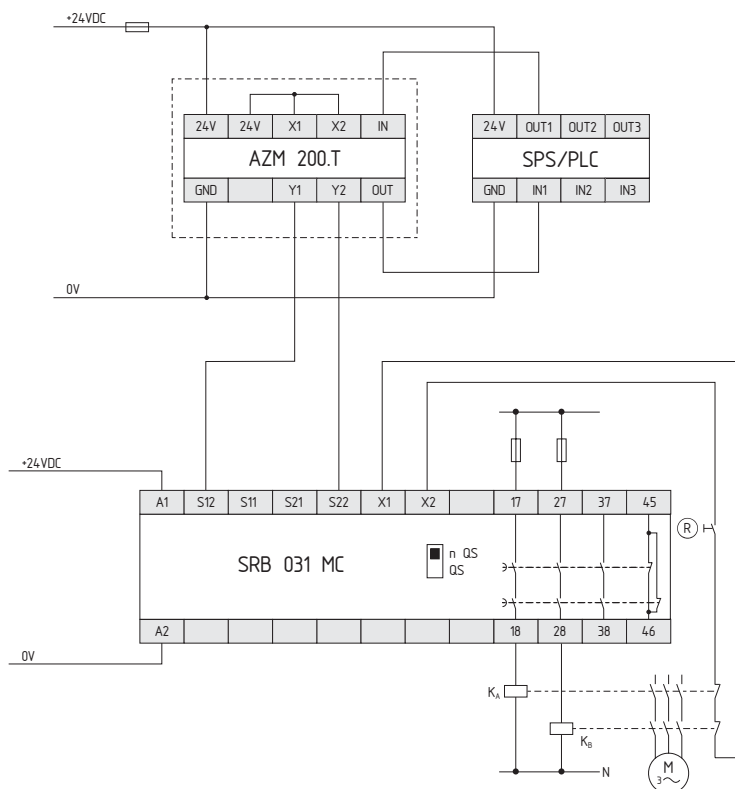 +24VDC
24V 24V X1 X2 IN
24V OUT1 OUT2 OUT3
AZM 200.T
SPS/PLC
GND Y1 Y2 OUT
GND IN1 IN2 IN3
0V
+24VDC
A1 S12 S11 S21 S22 X1 X2 17 27 37 45
R
n QS
QS
SRB 031 MC
A2 18 28 38 46
0V
KA
KB
M
3~
N